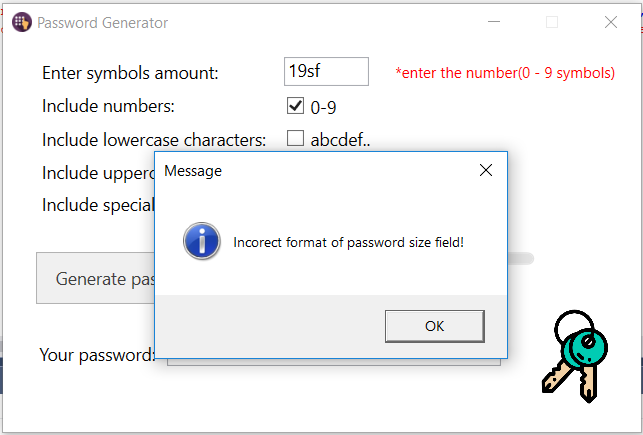 Password Generator
Enter symbols amount: 19sf *enter the number(0 - 9 symbols)
Include numbers: 0-9
Include lowercase characters: abcdef..
Include upperc
Include special
Message
Incorect format of password size field!
OK
Generate pas
Your password: